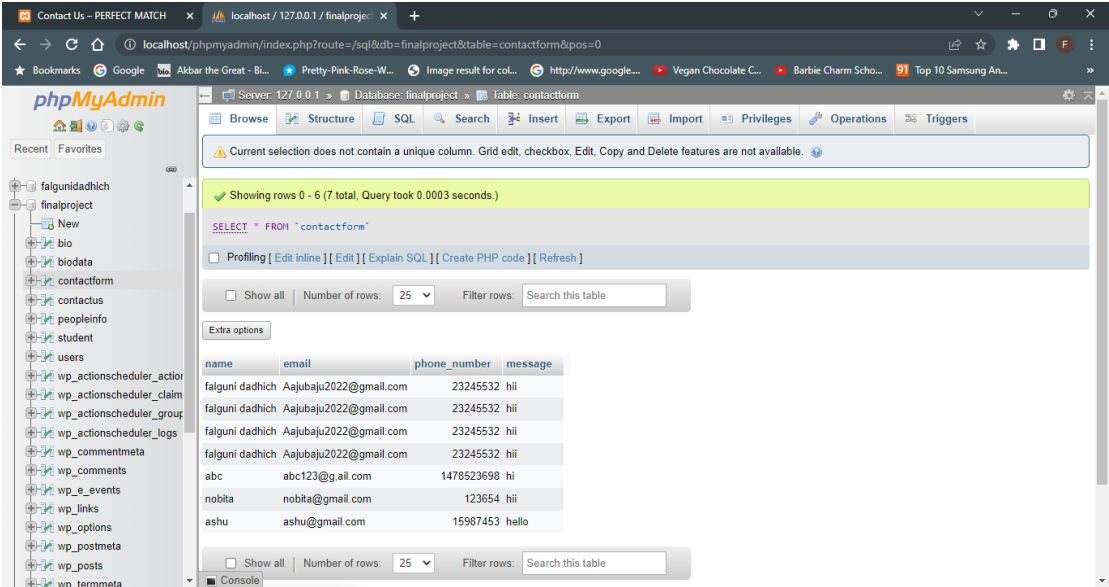 Contact Us – PERFECT MATCH
localhost / 127.0.0.1 / finalproject
localhost/phpmyadmin/index.php?route=/sql&db=finalproject&table=contactform&pos=0
F
Bookmarks Google bio. Akbar the Great - Bi... Pretty-Pink-Rose-W... Image result for col... http://www.google.... Vegan Chocolate C... Barbie Charm Scho... 91 Top 10 Samsung An... »
phpMyAdmin
Recent Favorites
falgunidadhich
finalproject
New
bio
biodata
contactform
contactus
peopleinfo
student
users
wp_actionscheduler_action
wp_actionscheduler_claim
wp_actionscheduler_group
wp_actionscheduler_logs
wp_commentmeta
wp_comments
wp_e_events
wp_links
wp_options
wp_postmeta
wp_posts
wp_termmeta
Server: 127.0.0.1 » Database: finalproject » Table: contactform
Browse Structure SQL Search Insert Export Import Privileges Operations Triggers
Current selection does not contain a unique column. Grid edit, checkbox, Edit, Copy and Delete features are not available.
Showing rows 0 - 6 (7 total, Query took 0.0003 seconds.)
SELECT * FROM `contactform`
Profiling [ Edit inline ] [ Edit ] [ Explain SQL ] [ Create PHP code ] [ Refresh ]
Show all Number of rows: 25 Filter rows: Search this table
Extra options
name email phone_number message
falguni dadhich Aajubaju2022@gmail.com 23245532 hii
falguni dadhich Aajubaju2022@gmail.com 23245532 hii
falguni dadhich Aajubaju2022@gmail.com 23245532 hii
falguni dadhich Aajubaju2022@gmail.com 23245532 hii
abc abc123@g,ail.com 1478523698 hi
nobita nobita@gmail.com 123654 hii
ashu ashu@gmail.com 15987453 hello
Show all Number of rows: 25 Filter rows: Search this table
Console